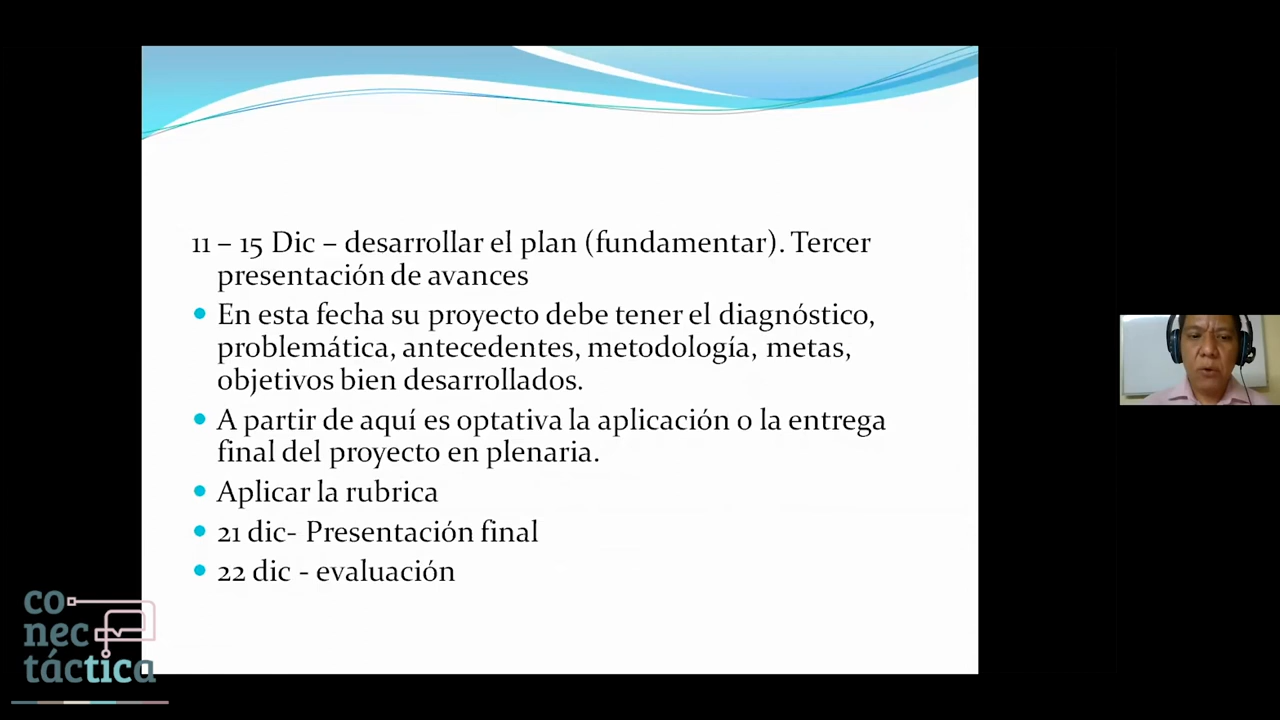 11 – 15 Dic – desarrollar el plan (fundamentar). Tercer
presentación de avances
En esta fecha su proyecto debe tener el diagnóstico,
problemática, antecedentes, metodología, metas,
objetivos bien desarrollados.
A partir de aquí es optativa la aplicación o la entrega
final del proyecto en plenaria.
Aplicar la rubrica
21 dic- Presentación final
22 dic - evaluación
co
nec
táctica